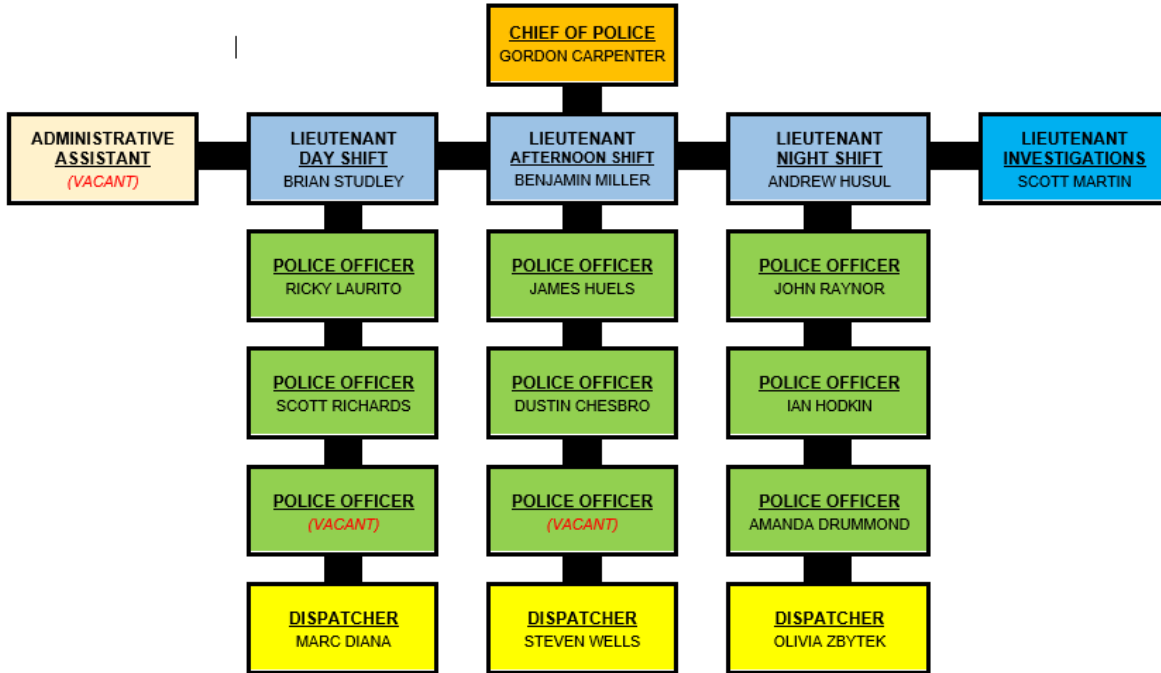 CHIEF OF POLICE
GORDON CARPENTER
ADMINISTRATIVE
ASSISTANT
(VACANT)
LIEUTENANT
DAY SHIFT
BRIAN STUDLEY
LIEUTENANT
AFTERNOON SHIFT
BENJAMIN MILLER
LIEUTENANT
NIGHT SHIFT
ANDREW HUSUL
LIEUTENANT
INVESTIGATIONS
SCOTT MARTIN
POLICE OFFICER
RICKY LAURITO
POLICE OFFICER
JAMES HUELS
POLICE OFFICER
JOHN RAYNOR
POLICE OFFICER
SCOTT RICHARDS
POLICE OFFICER
DUSTIN CHESBRO
POLICE OFFICER
IAN HODKIN
POLICE OFFICER
(VACANT)
POLICE OFFICER
(VACANT)
POLICE OFFICER
AMANDA DRUMMOND
DISPATCHER
MARC DIANA
DISPATCHER
STEVEN WELLS
DISPATCHER
OLIVIA ZBYTEK